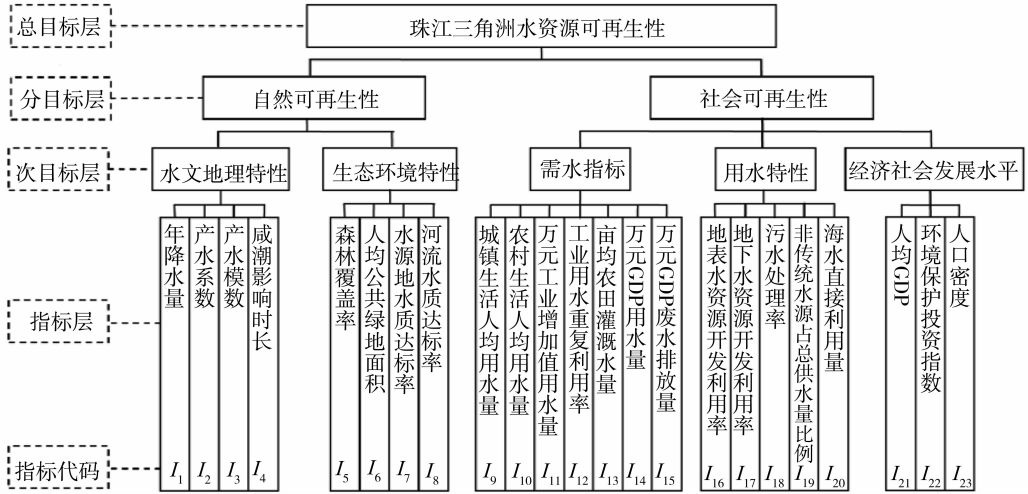 总目标层
珠江三角洲水资源可再生性
分目标层
自然可再生性
社会可再生性
次目标层
水文地理特性
生态环境特性
需水指标
用水特性
经济社会发展水平
指标层
年降水量
产水系数
产水模数
咸潮影响时长
森林覆盖率
人均公共绿地面积
水源地水质达标率
河流水质达标率
城镇生活人均用水量
农村生活人均用水量
万元工业增加值用水量
工业用水重复利用率
亩均农田灌溉水量
万元GDP用水量
万元GDP废水排放量
地表水资源开发利用率
地下水资源开发利用率
污水处理率
非传统水源占总供水量比例
海水直接利用量
人均GDP
环境保护投资指数
人口密度
指标代码
I1
I2
I3
I4
I5
I6
I7
I8
I9
I10
I11
I12
I13
I14
I15
I16
I17
I18
I19
I20
I21
I22
I23